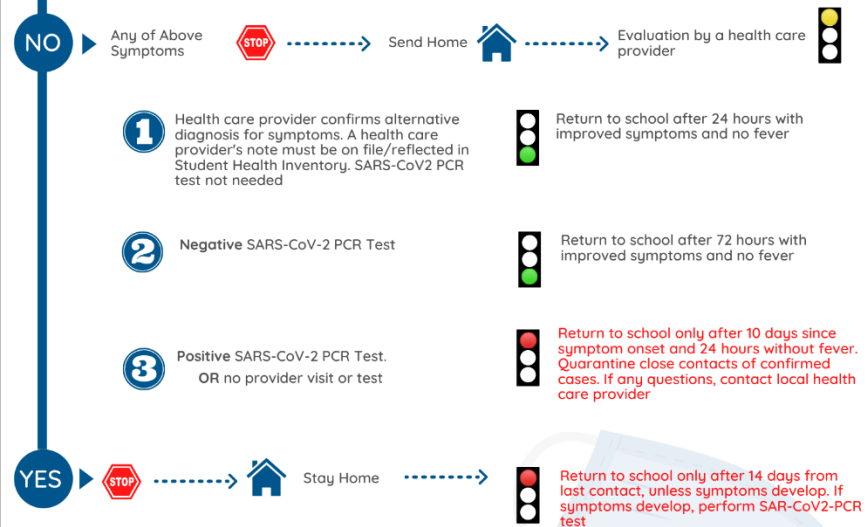 NO
Any of Above
Symptoms
STOP
Send Home
Evaluation by a health care
provider
1
Health care provider confirms alternative
diagnosis for symptoms. A health care
provider's note must be on file/reflected in
Student Health Inventory. SARS-CoV2 PCR
test not needed
Return to school after 24 hours with
improved symptoms and no fever
2
Negative SARS-CoV-2 PCR Test
Return to school after 72 hours with
improved symptoms and no fever
3
Positive SARS-CoV-2 PCR Test.
OR no provider visit or test
Return to school only after 10 days since
symptom onset and 24 hours without fever.
Quarantine close contacts of confirmed
cases. If any questions, contact local health
care provider
YES
STOP
Stay Home
Return to school only after 14 days from
last contact, unless symptoms develop. If
symptoms develop, perform SAR-CoV2-PCR
test